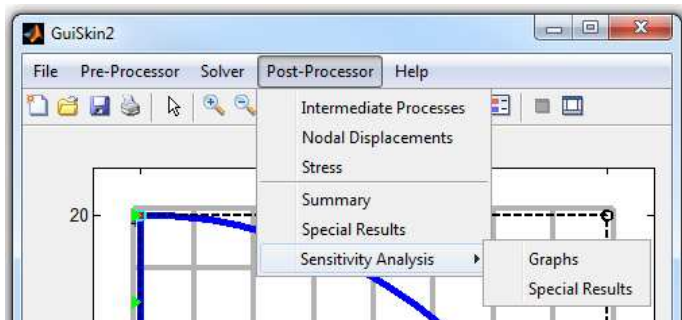 GuiSkin2
File Pre-Processor Solver Post-Processor Help
Intermediate Processes
Nodal Displacements
Stress
Summary
Special Results
Sensitivity Analysis
Graphs
Special Results
20